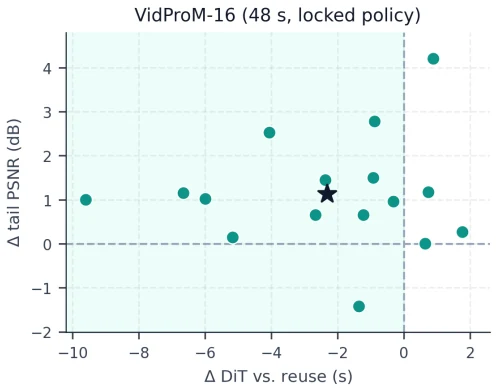 VidProM-16 (48 s, locked policy)
Δ tail PSNR (dB)
4
3
2
1
0
−1
−2
−10 −8 −6 −4 −2 0 2
Δ DiT vs. reuse (s)